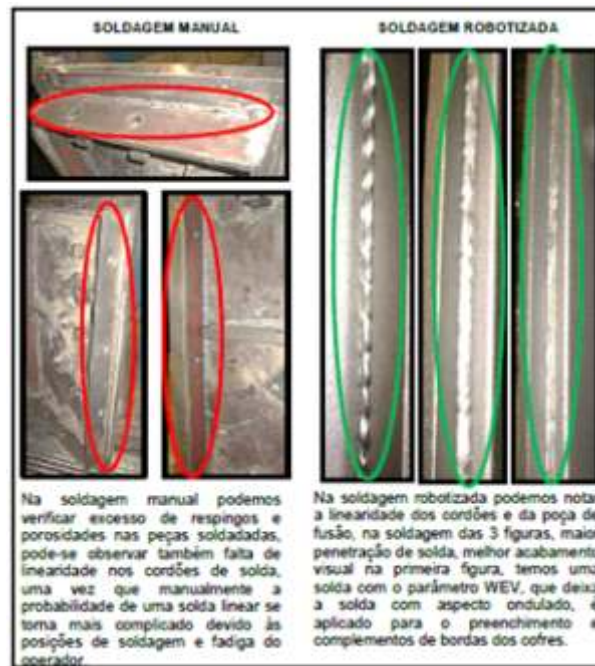 SOLDAGEM MANUAL
SOLDAGEM ROBOTIZADA
Na soldagem manual podemos
verificar excesso de respingos e
porosidades nas peças soldadadas,
pode-se observar também falta de
linearidade nos cordões de solda,
uma vez que manualmente a
probabilidade de uma solda linear se
torna mais complicado devido às
posições de soldagem e fadiga do
operador
Na soldagem robotizada podemos notar
a linearidade dos cordões e da poça de
fusão, na soldagem das 3 figuras, maior
penetração de solda, melhor acabamento
visual na primeira figura, temos uma
solda com o parâmetro WEV, que deixa
a solda com aspecto ondulado, é
aplicado para o preenchimento e
complementos de bordas dos cofres.